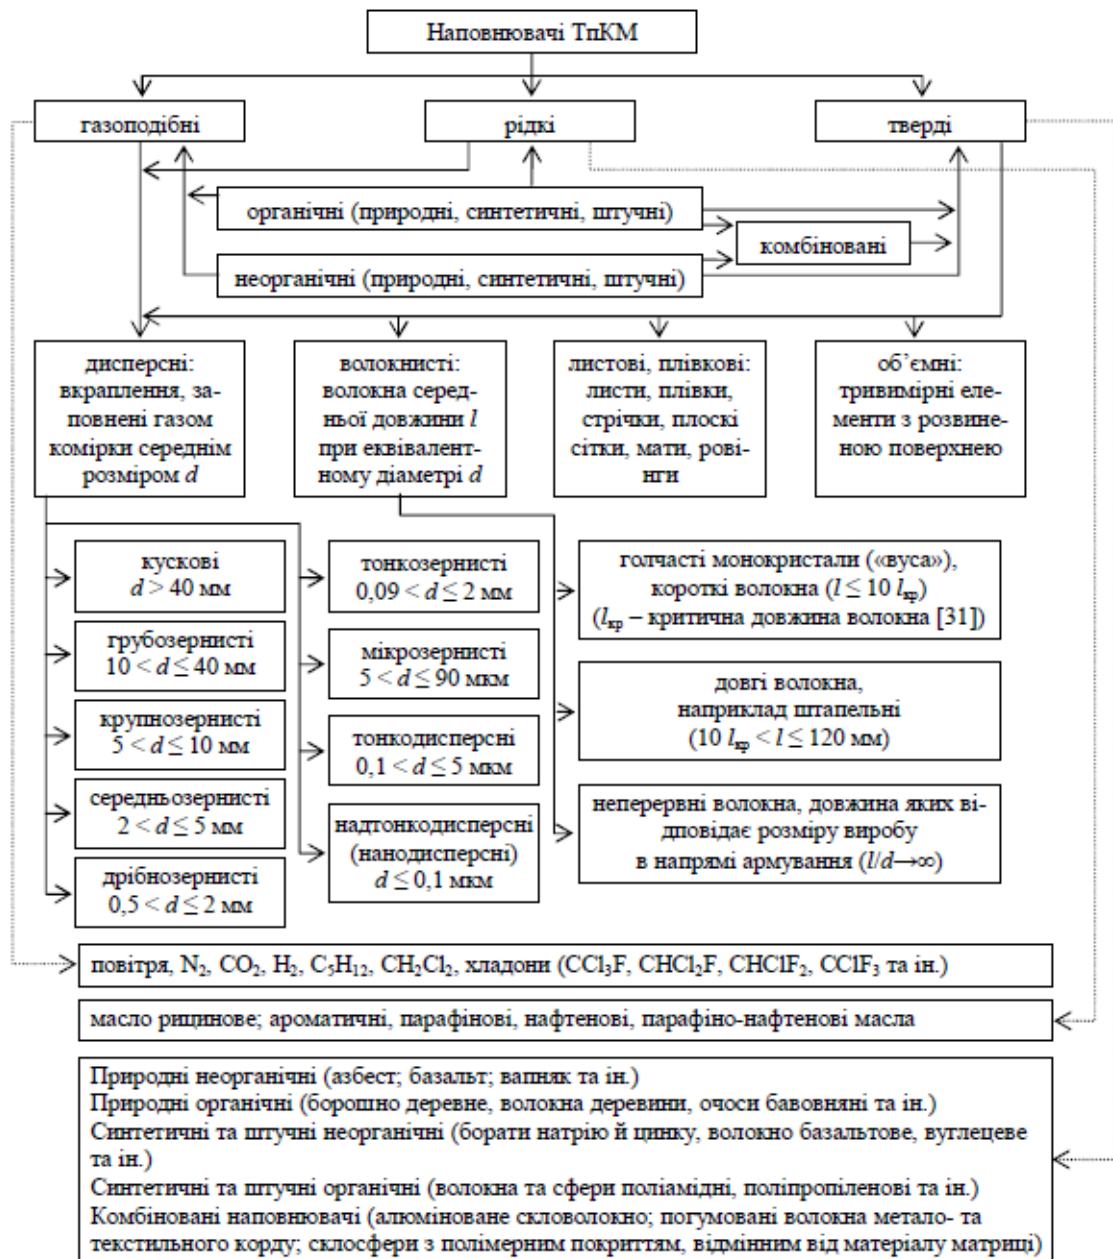 Наповнювачі ТпКМ
газоподібні
рідкі
тверді
органічні (природні, синтетичні, штучні)
комбіновані
неорганічні (природні, синтетичні, штучні)
дисперсні:
вкраплення, за-
повнені газом
комірки середнім
розміром d
волокнисті:
волокна серед-
ньої довжини l
при еквівалент-
ному діаметрі d
листові, плівкові:
листи, плівки,
стрічки, плоскі
сітки, мати, рові-
нги
об’ємні:
тривимірні еле-
менти з розвине-
ною поверхнею
кускові
d > 40 мм
грубозернисті
10 < d ≤ 40 мм
крупнозернисті
5 < d ≤ 10 мм
середньозернисті
2 < d ≤ 5 мм
дрібнозернисті
0,5 < d ≤ 2 мм
тонкозернисті
0,09 < d ≤ 2 мм
мікрозернисті
5 < d ≤ 90 мкм
тонкодисперсні
0,1 < d ≤ 5 мкм
надтонкодисперсні
(нанодисперсні)
d ≤ 0,1 мкм
голчасті монокристали («вуса»),
короткі волокна (l ≤ 10 lкр)
(lкр – критична довжина волокна [31])
довгі волокна,
наприклад штапельні
(10 lкр < l ≤ 120 мм)
неперервні волокна, довжина яких ві-
дповідає розміру виробу
в напрямі армування (l/d→∞)
повітря, N₂, CO₂, H₂, C₅H₁₂, CH₂Cl₂, хладони (CCl₃F, CHCl₂F, CHClF₂, CClF₃ та ін.)
масло рицинове; ароматичні, парафінові, нафтенові, парафіно-нафтенові масла
Природні неорганічні (азбест; базальт; вапняк та ін.)
Природні органічні (борошно деревне, волокна деревини, очоси бавовняні та ін.)
Синтетичні та штучні неорганічні (борати натрію й цинку, волокно базальтове, вуглецеве
та ін.)
Синтетичні та штучні органічні (волокна та сфери поліамідні, поліпропіленові та ін.)
Комбіновані наповнювачі (алюміноване скловолокно; погумовані волокна метало- та
текстильного корду; склосфери з полімерним покриттям, відмінним від матеріалу матриці)